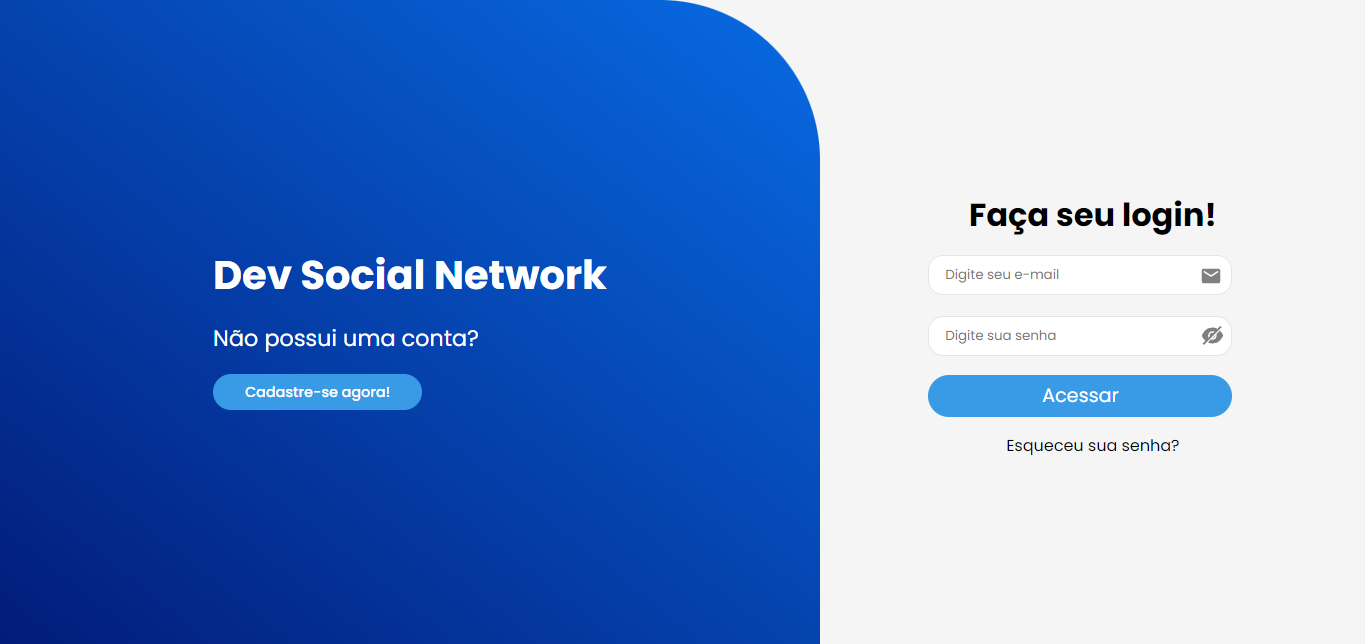 Dev Social Network
Não possui uma conta?
Cadastre-se agora!
Faça seu login!
Digite seu e-mail
Digite sua senha
Acessar
Esqueceu sua senha?